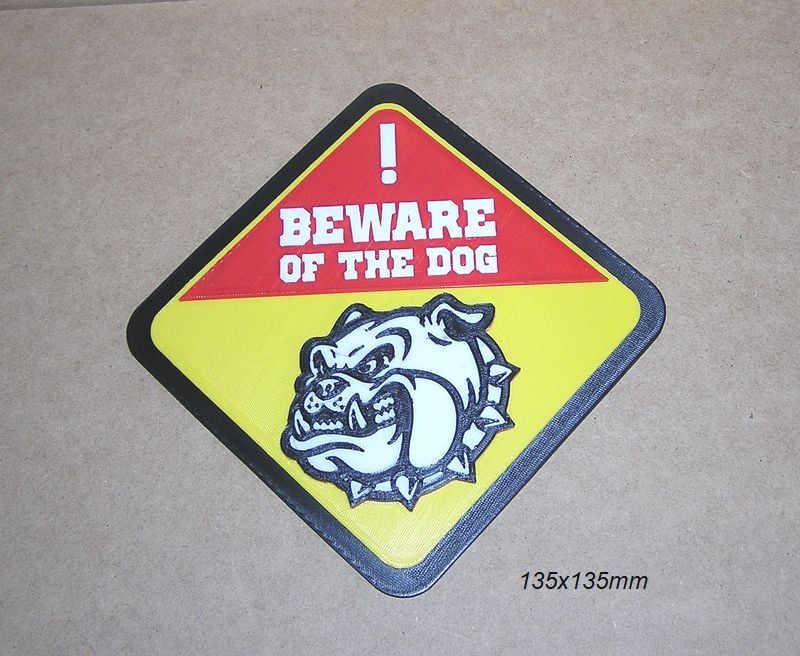 !
BEWARE
OF THE DOG
135x135mm